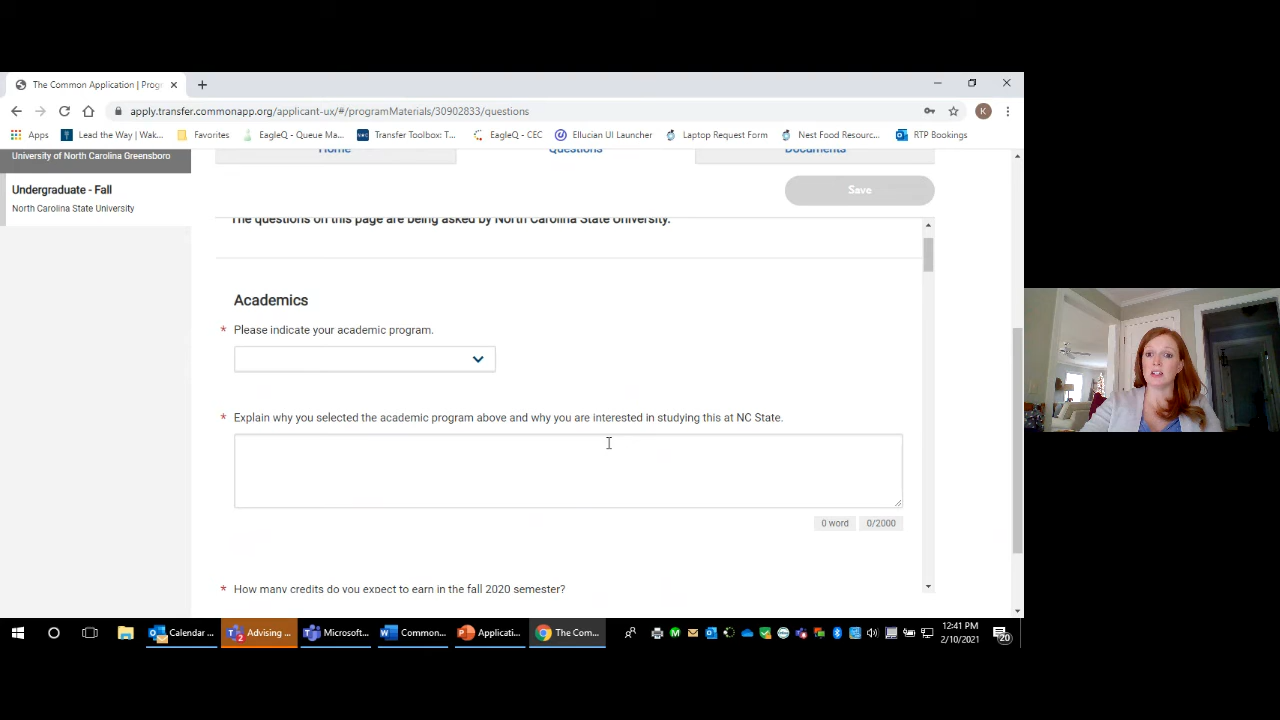 The Common Application | Prog
apply.transfer.commonapp.org/applicant-ux/#/programMaterials/30902833/questions
K
Apps
Lead the Way | Wak...
Favorites
EagleQ - Queue Ma...
Transfer Toolbox: T...
EagleQ - CEC
Ellucian UI Launcher
Laptop Request Form
Nest Food Resourc...
RTP Bookings
University of North Carolina Greensboro
Home
Questions
Documents
Undergraduate - Fall
North Carolina State University
Save
The questions on this page are being asked by North Carolina State University.
Academics
* Please indicate your academic program.
* Explain why you selected the academic program above and why you are interested in studying this at NC State.
0 word
0/2000
* How many credits do you expect to earn in the fall 2020 semester?
Calendar ...
Advising ...
Microsoft...
Common...
Applicati...
The Com...
12:41 PM
2/10/2021
20